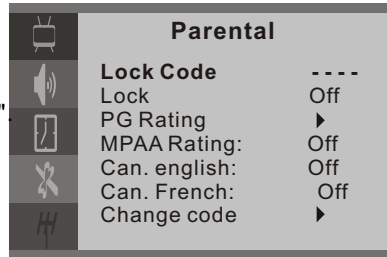 Parental
Lock Code ----
".
Lock Off
PG Rating
MPAA Rating: Off
Can. english: Off
Can. French: Off
Change code